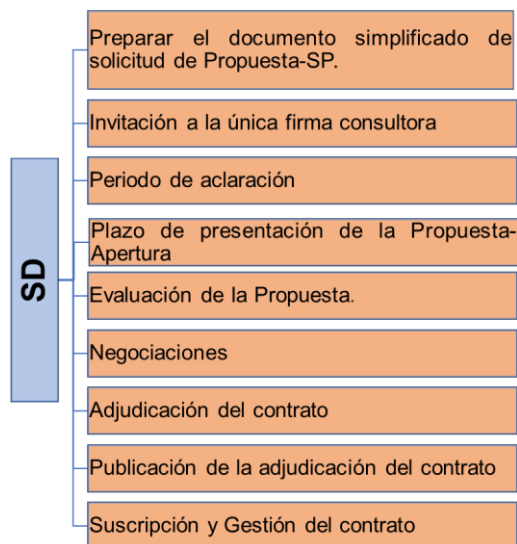 Preparar el documento simplificado de
solicitud de Propuesta-SP.
Invitación a la única firma consultora
Periodo de aclaración
Plazo de presentación de la Propuesta-
Apertura
SD
Evaluación de la Propuesta.
Negociaciones
Adjudicación del contrato
Publicación de la adjudicación del contrato
Suscripción y Gestión del contrato